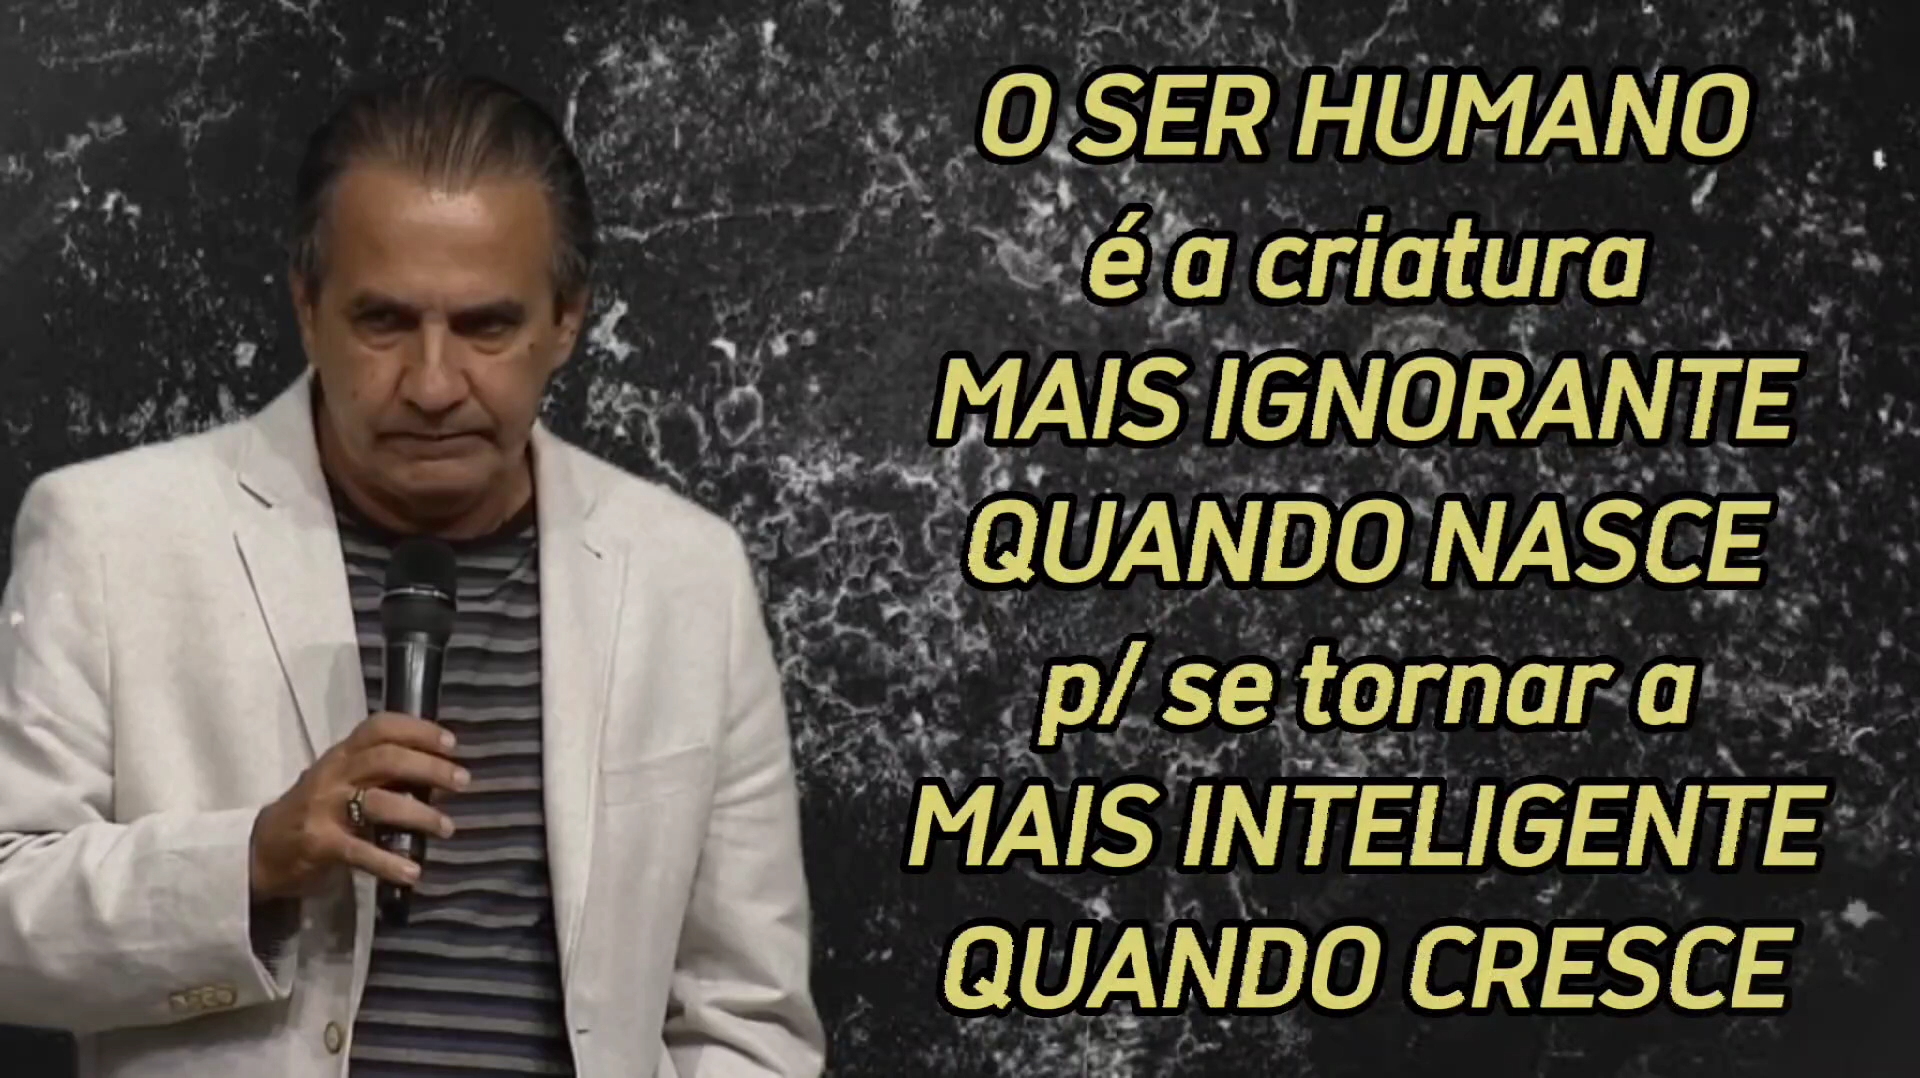 O SER HUMANO
é a criatura
MAIS IGNORANTE
QUANDO NASCE
p/ se tornar a
MAIS INTELIGENTE
QUANDO CRESCE